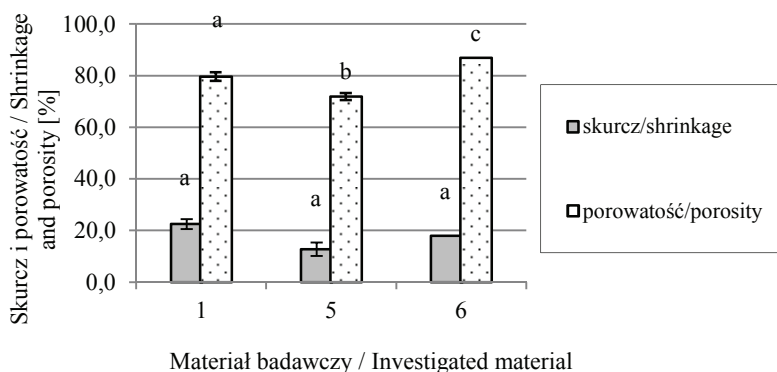 Skurcz i porowatość / Shrinkage
and porosity [%]
100,0
80,0
60,0
40,0
20,0
0,0
a
a
b
a
c
a
1
5
6
Materiał badawczy / Investigated material
skurcz/shrinkage
porowatość/porosity